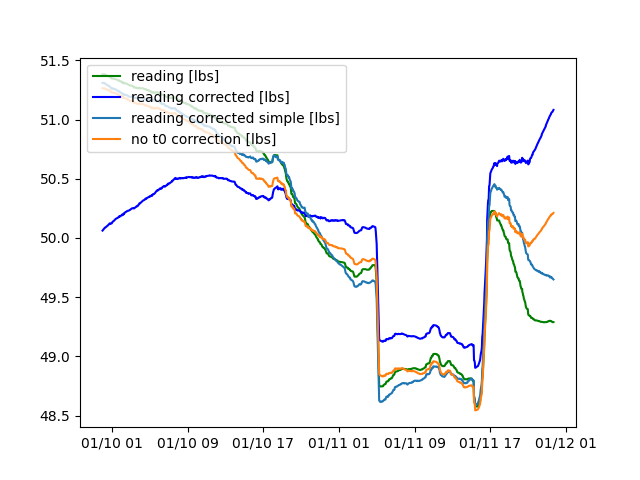 51.5
51.0
50.5
50.0
49.5
49.0
48.5
reading [lbs]
reading corrected [lbs]
reading corrected simple [lbs]
no t0 correction [lbs]
01/10 01 01/10 09 01/10 17 01/11 01 01/11 09 01/11 17 01/12 01